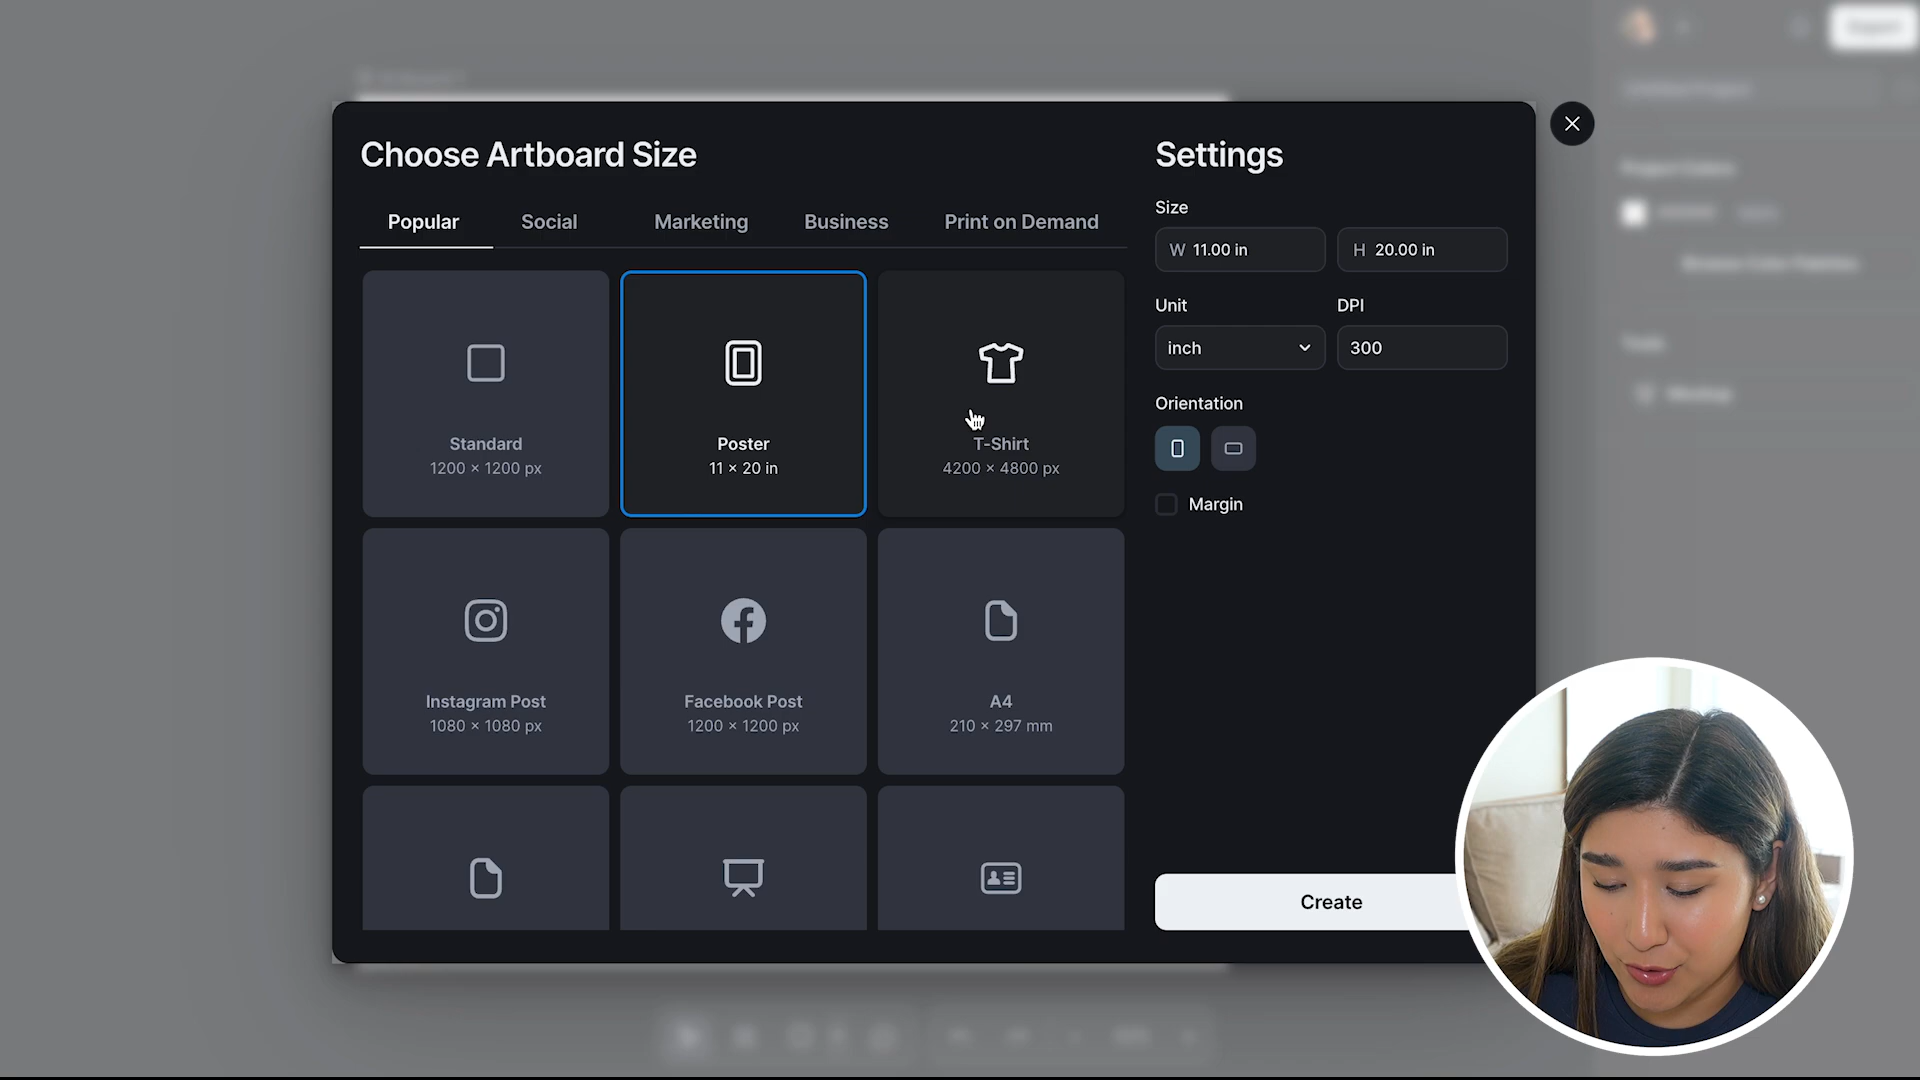 Choose Artboard Size
Popular
Social
Marketing
Business
Print on Demand
Standard
1200 × 1200 px
Poster
11 × 20 in
T-Shirt
4200 × 4800 px
Instagram Post
1080 × 1080 px
Facebook Post
1200 × 1200 px
A4
210 × 297 mm
Settings
Size
W 11.00 in
H 20.00 in
Unit
DPI
inch
300
Orientation
Margin
Create